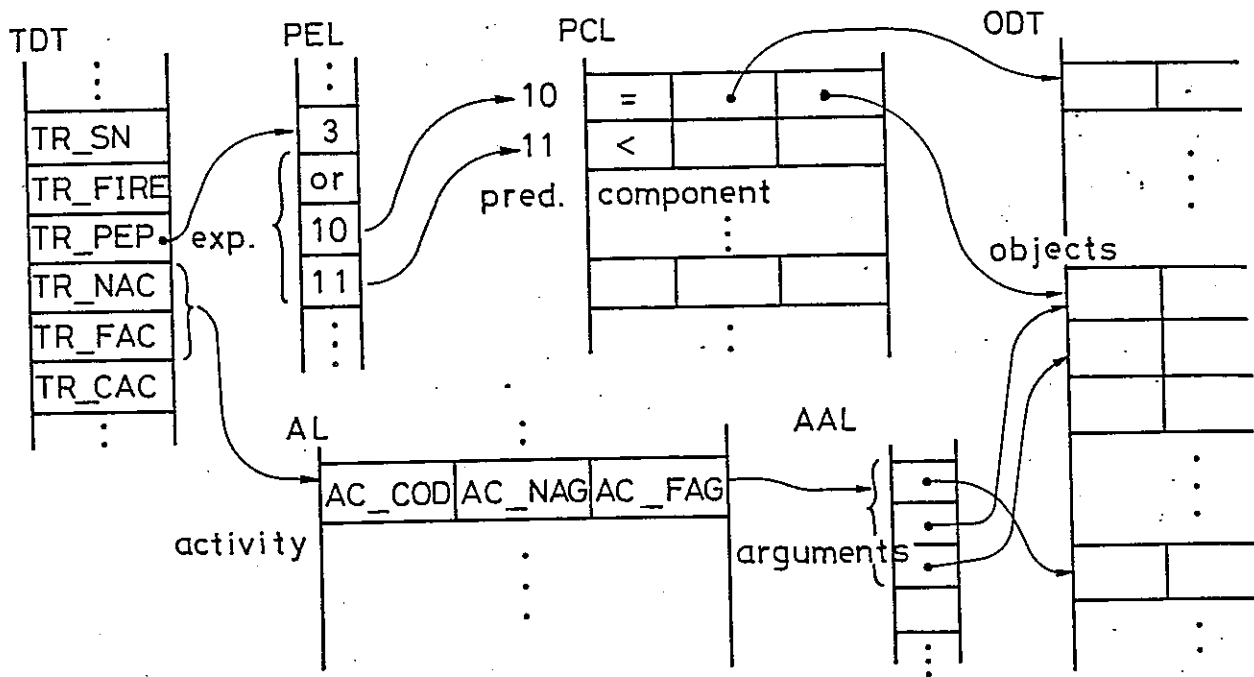 TDT
TR_SN
TR_FIRE
TR_PEP
TR_NAC
TR_FAC
TR_CAC
PEL
3
or
10
11
exp.
PCL
10 =
11 <
pred. component
ODT
objects
AL
AC_COD AC_NAG AC_FAG
activity
AAL
arguments